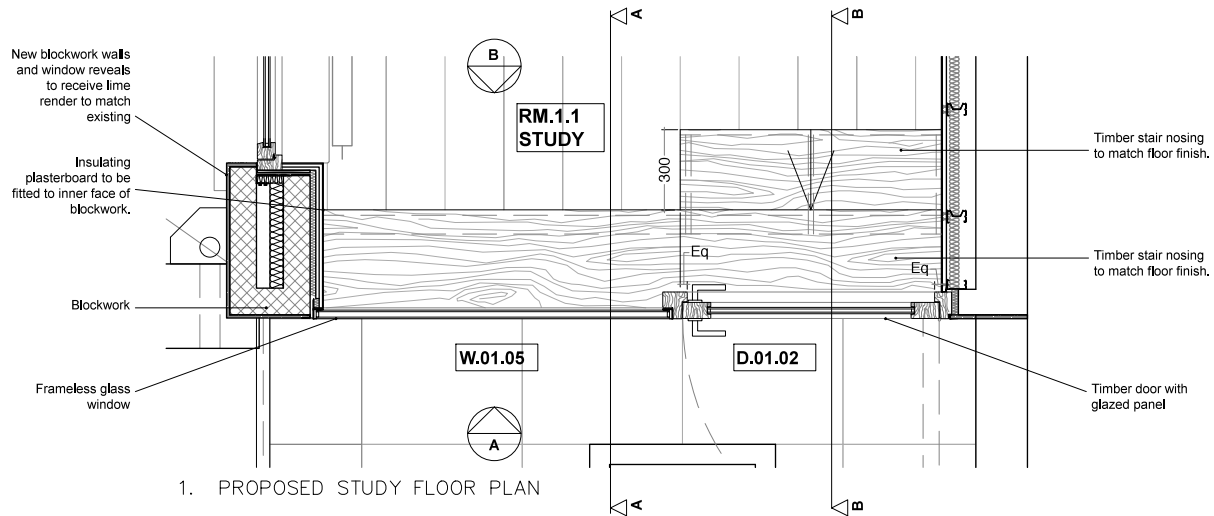 A
B
New blockwork walls
and window reveals
to receive lime
render to match
existing
B
RM.1.1
STUDY
300
Timber stair nosing
to match floor finish.
Insulating
plasterboard to be
fitted to inner face of
blockwork.
Eq
Eq
Timber stair nosing
to match floor finish.
Blockwork
W.01.05
D.01.02
Frameless glass
window
Timber door with
glazed panel
A
1. PROPOSED STUDY FLOOR PLAN
A
B